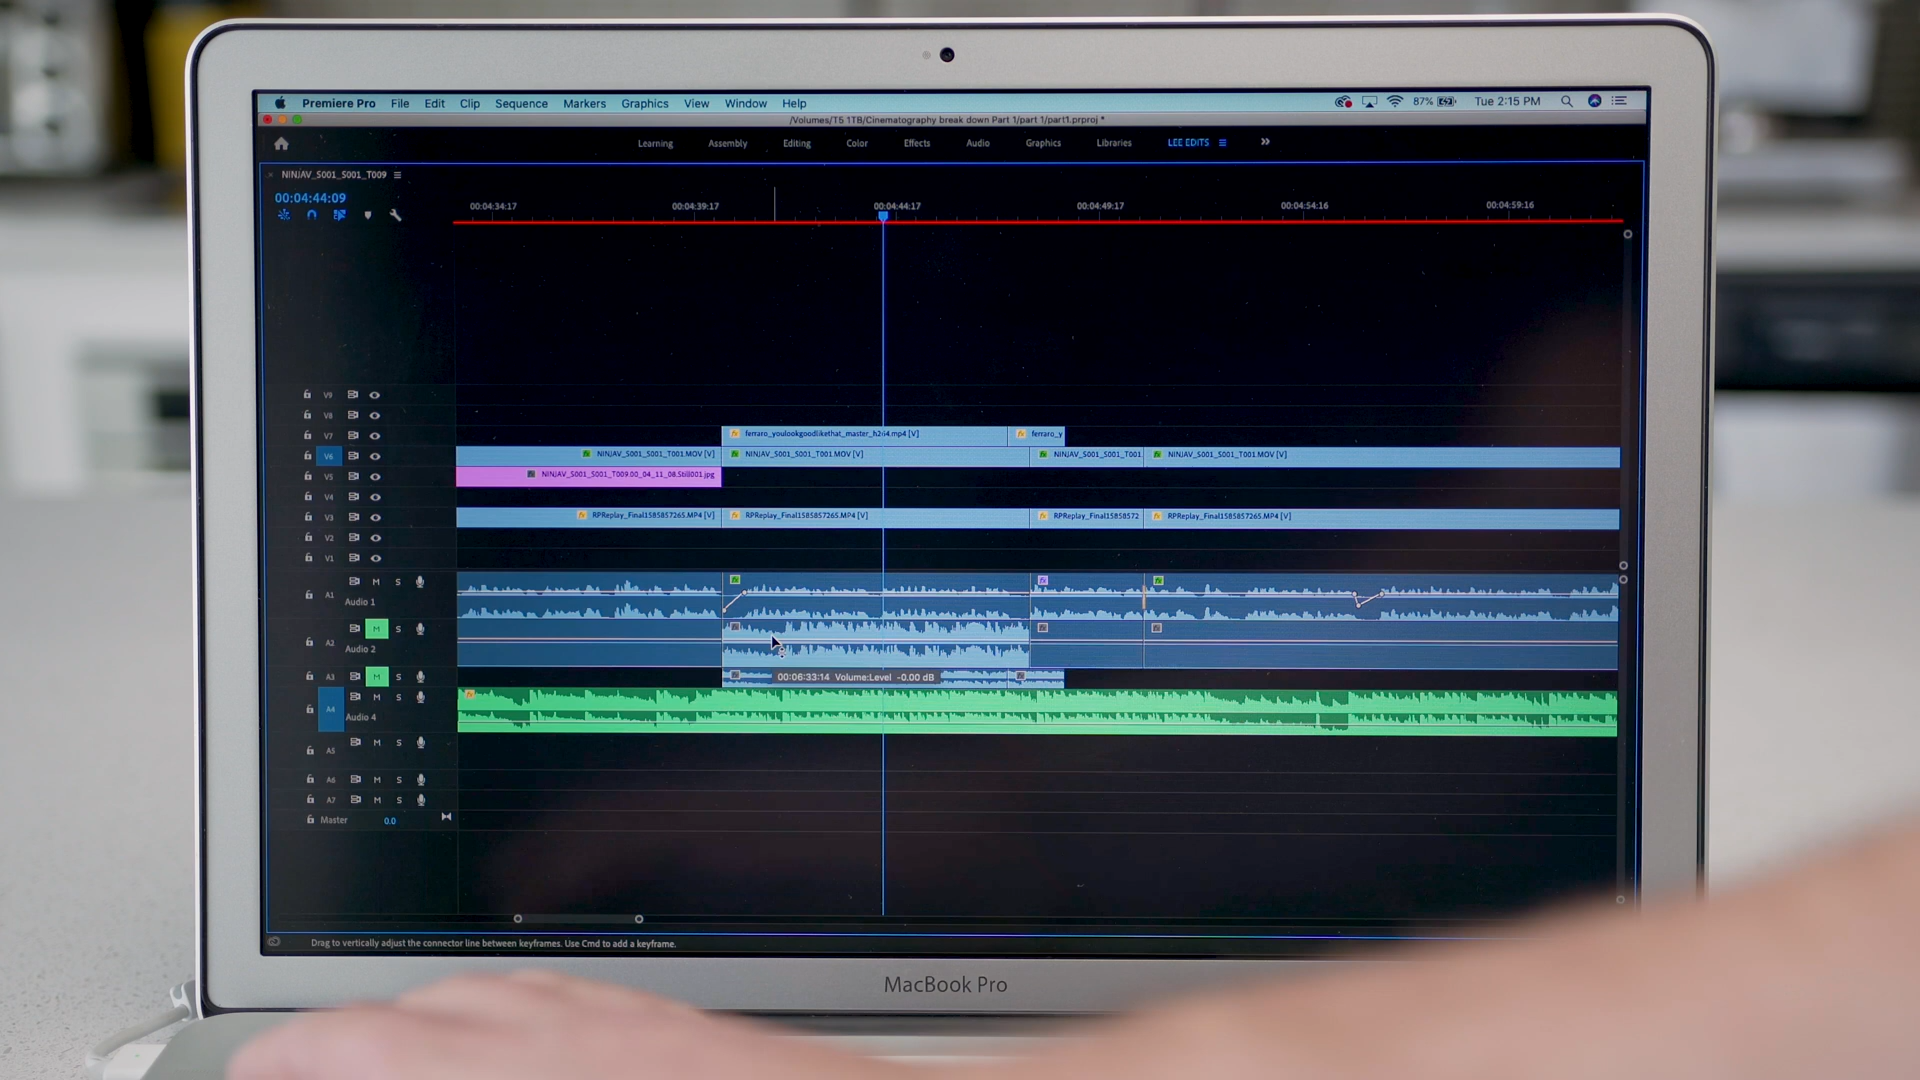 Premiere Pro File Edit Clip Sequence Markers Graphics View Window Help 87% Tue 2:15 PM
/Volumes/T5 1TB/Cinematography break down Part 1/part 1/part1.prproj *
Learning Assembly Editing Color Effects Audio Graphics Libraries LEE EDITS
NINJAV_S001_S001_T009
00:04:44:09
00:04:34:17 00:04:39:17 00:04:44:17 00:04:49:17 00:04:54:16 00:04:59:16
V9
V8
V7 ferraro_youlookgoodlikethat_master_h264.mp4 [V] ferraro_y
V6 NINJAV_S001_S001_T001.MOV [V] NINJAV_S001_S001_T001.MOV [V] NINJAV_S001_S001_T001 NINJAV_S001_S001_T001.MOV [V]
V5 NINJAV_S001_S001_T009.00_04_11_08.Still001.jpg
V4
V3 RPReplay_Final1585857265.MP4 [V] RPReplay_Final1585857265.MP4 [V] RPReplay_Final15858572 RPReplay_Final1585857265.MP4 [V]
V2
V1
M S
A1
Audio 1
M S
A2
Audio 2
A3 M S 00:06:33:14 Volume:Level -0.00 dB
M S
A4
Audio 4
M S
A5
A6 M S
A7 M S
Master 0.0
Drag to vertically adjust the connector line between keyframes. Use Cmd to add a keyframe.
MacBook Pro